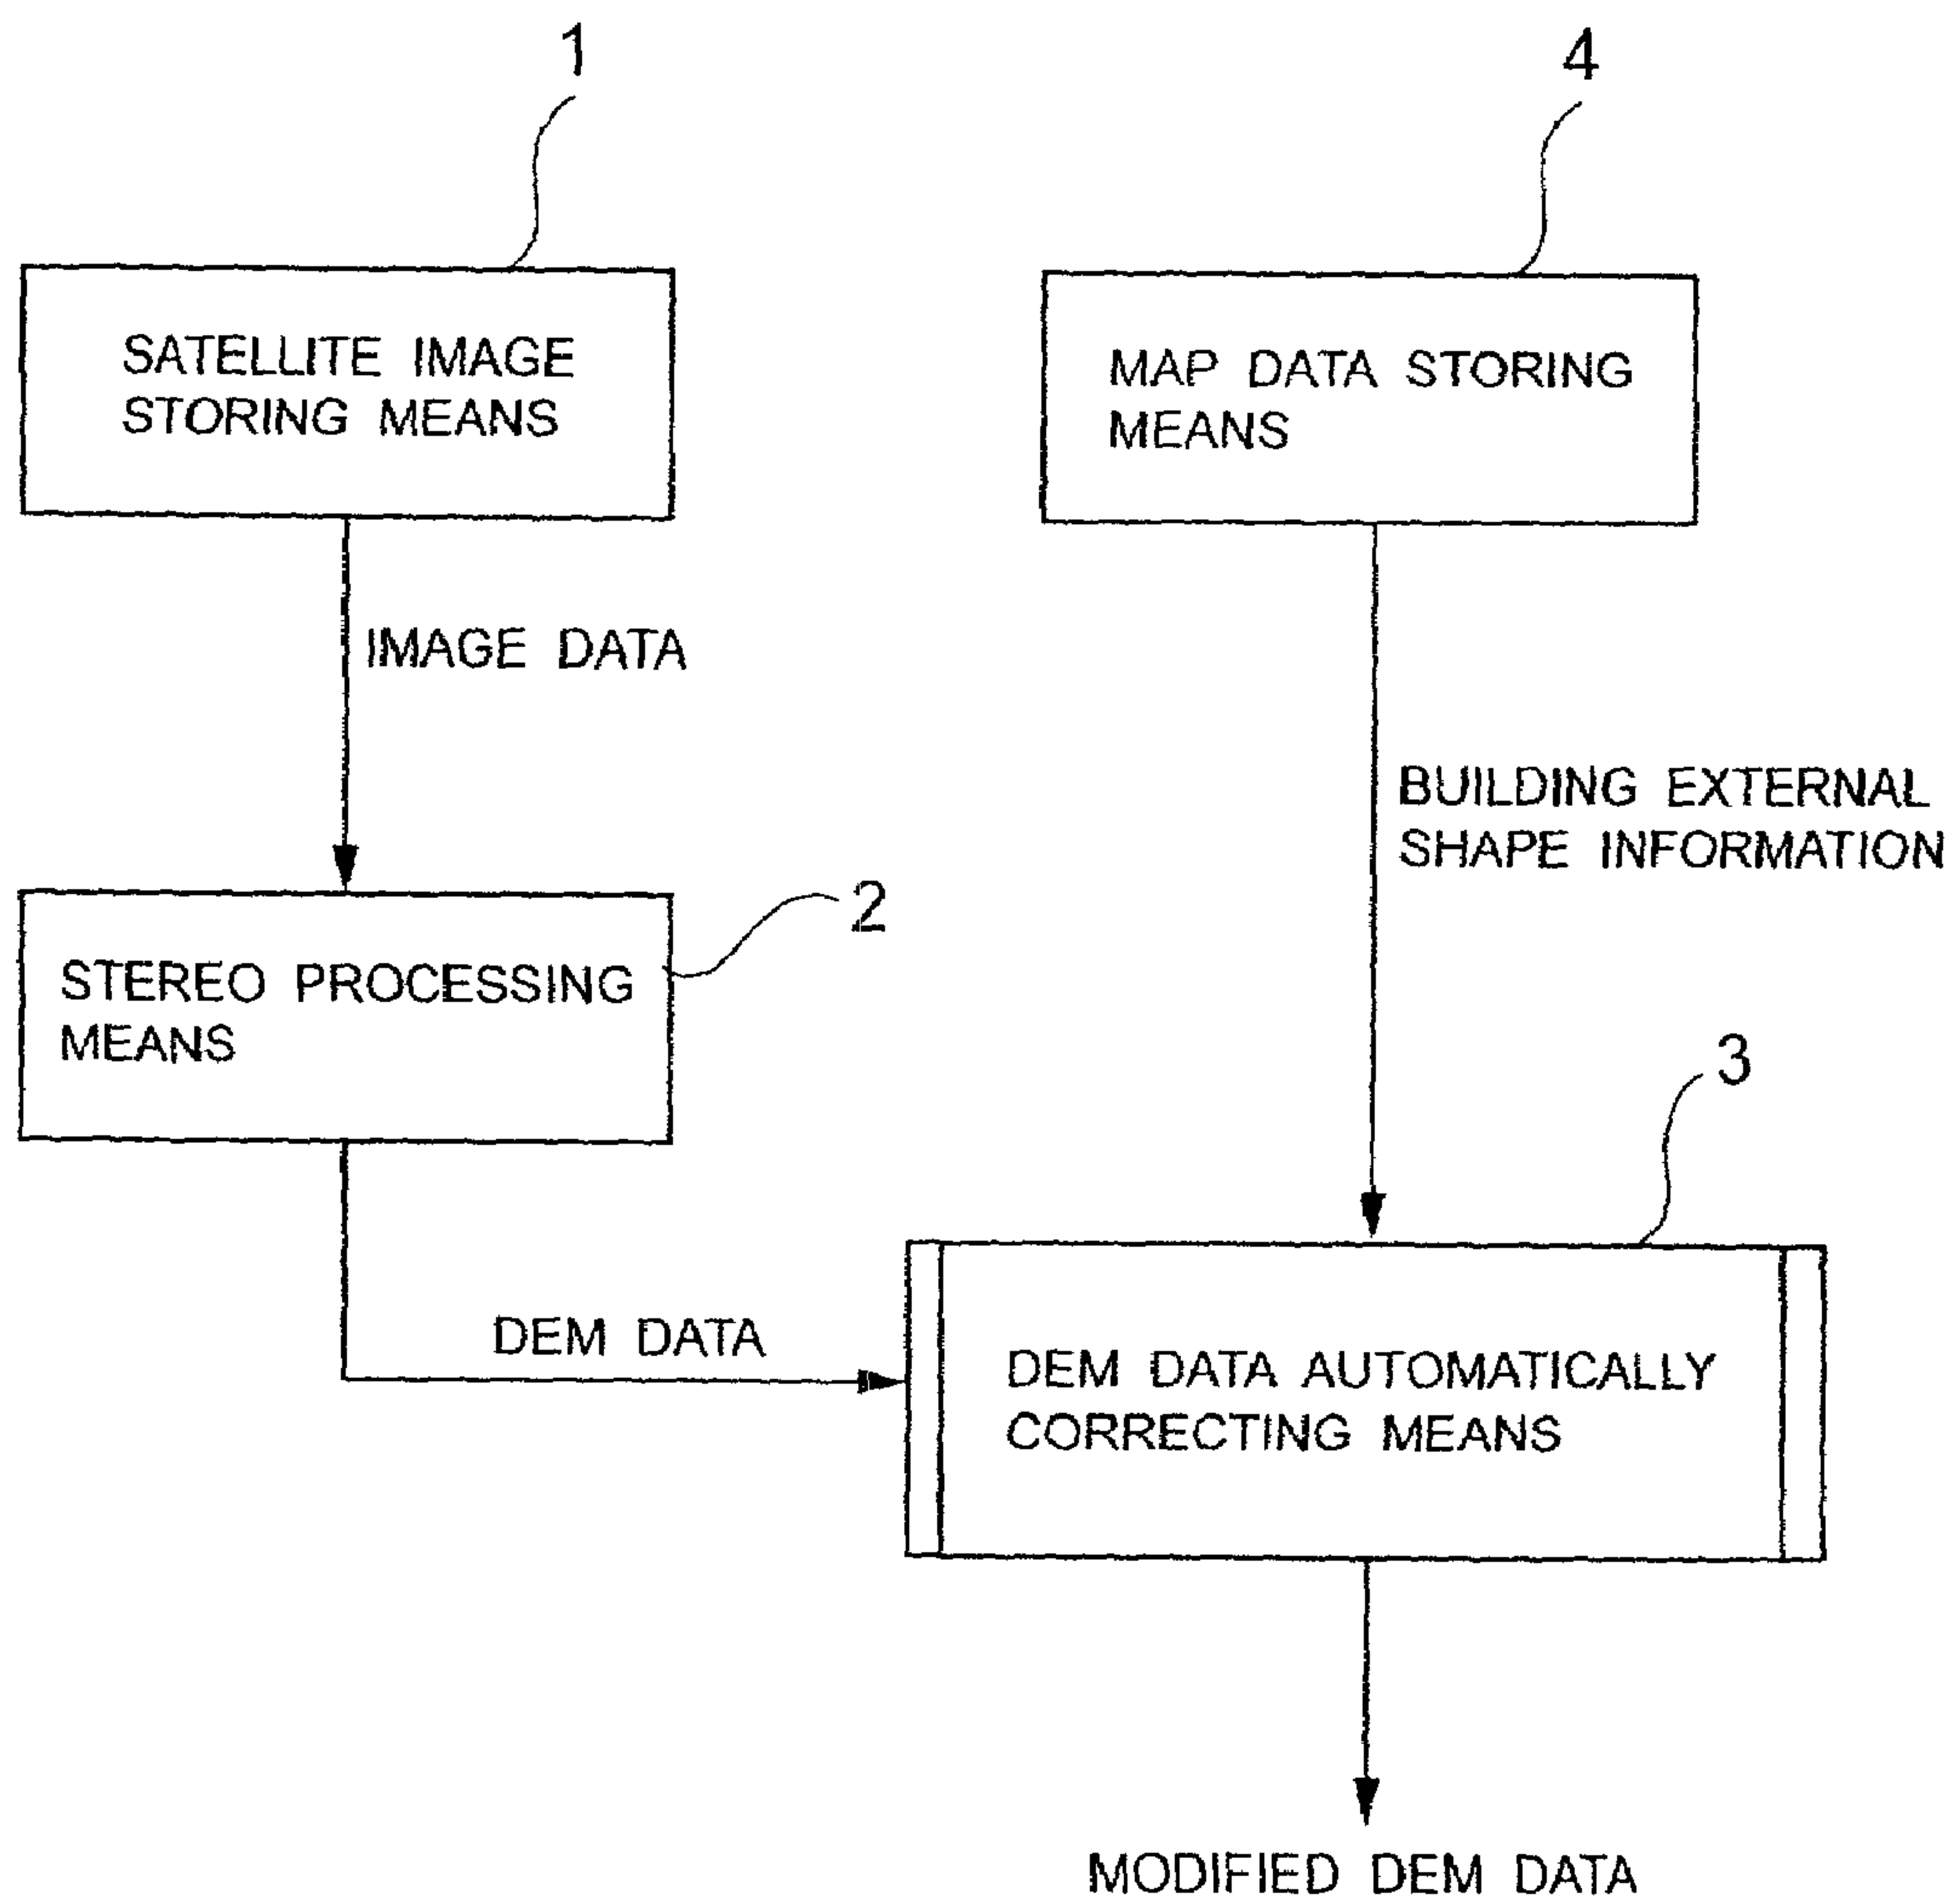 1
4
SATELLITE IMAGE
STORING MEANS
MAP DATA STORING
MEANS
IMAGE DATA
BUILDING EXTERNAL
SHAPE INFORMATION
2
STEREO PROCESSING
MEANS
3
DEM DATA
DEM DATA AUTOMATICALLY
CORRECTING MEANS
MODIFIED DEM DATA